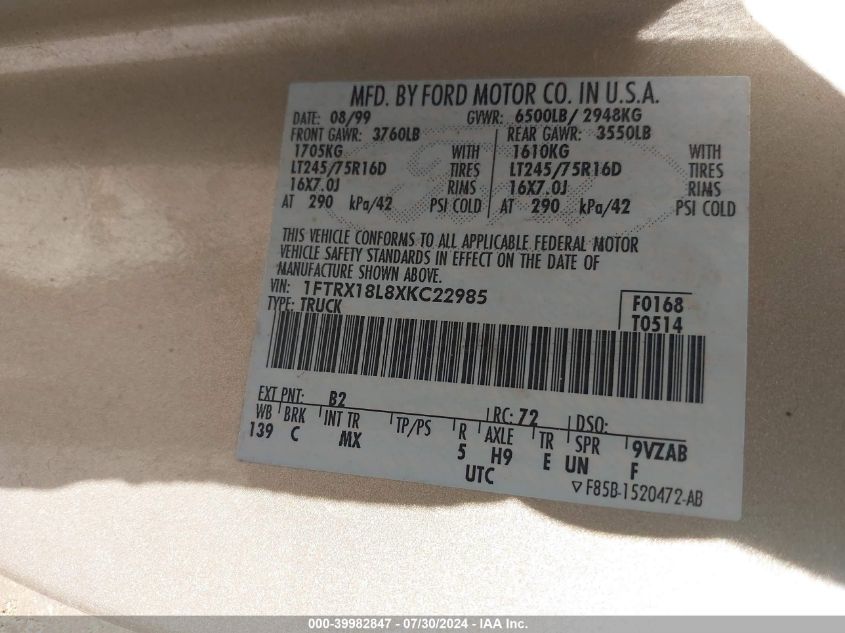 MFD. BY FORD MOTOR CO. IN U.S.A.
DATE: 08/99 GVWR: 6500LB/ 2948KG
FRONT GAWR: 3760LB REAR GAWR: 3550LB
1705KG WITH 1610KG WITH
LT245/75R16D TIRES LT245/75R16D TIRES
16X7.0J RIMS 16X7.0J RIMS
AT 290 kPa/42 PSI COLD AT 290 kPa/42 PSI COLD
THIS VEHICLE CONFORMS TO ALL APPLICABLE FEDERAL MOTOR
VEHICLE SAFETY STANDARDS IN EFFECT ON THE DATE OF
MANUFACTURE SHOWN ABOVE.
VIN: 1FTRX18L8XKC22985 F0168
TYPE: TRUCK T0514
EXT PNT: B2 RC: 72 DSO:
WB BRK INT TR TP/PS R AXLE TR SPR 9VZAB
139 C MX 5 H9 E UN F
UTC ▽ F85B-1520472-AB
000-39982847 / 07/30/2024 - IAA Inc.